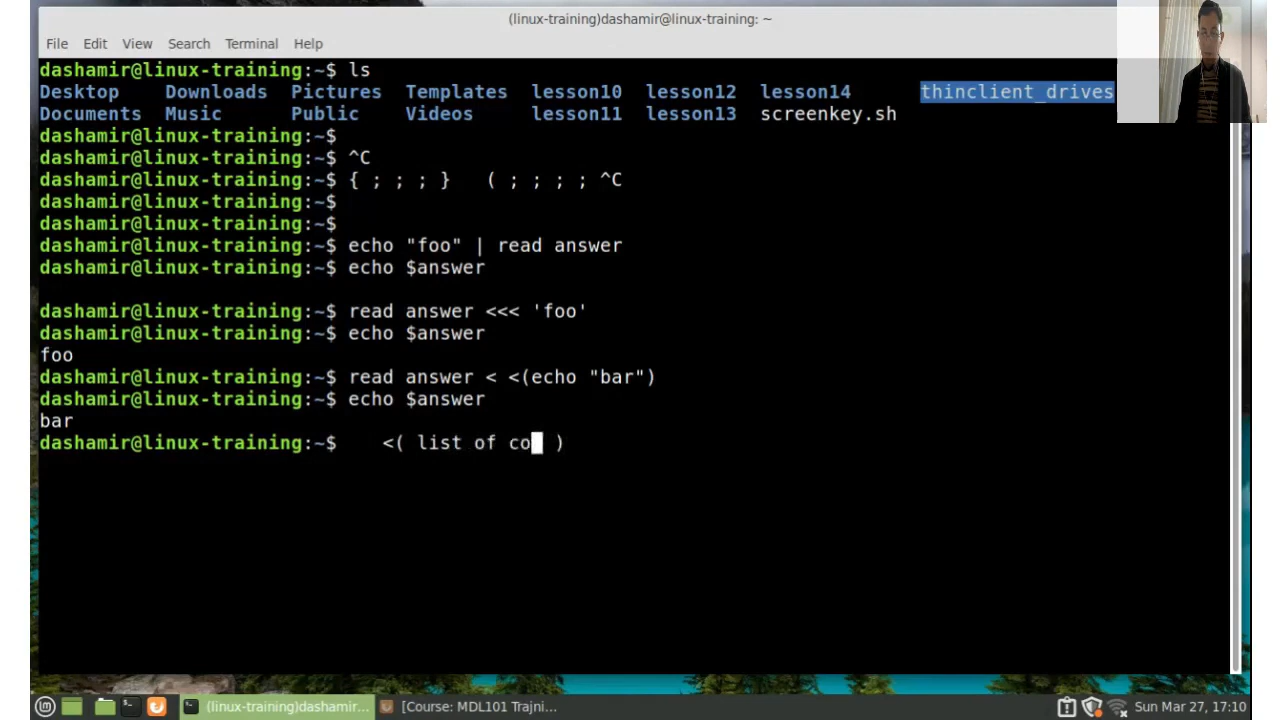 (linux-training)dashamir@linux-training: ~
File Edit View Search Terminal Help
dashamir@linux-training:~$ ls
Desktop Downloads Pictures Templates lesson10 lesson12 lesson14 thinclient_drives
Documents Music Public Videos lesson11 lesson13 screenkey.sh
dashamir@linux-training:~$
dashamir@linux-training:~$ ^C
dashamir@linux-training:~$ { ; ; ; } ( ; ; ; ; ^C
dashamir@linux-training:~$
dashamir@linux-training:~$
dashamir@linux-training:~$ echo "foo" | read answer
dashamir@linux-training:~$ echo $answer
dashamir@linux-training:~$ read answer <<< 'foo'
dashamir@linux-training:~$ echo $answer
foo
dashamir@linux-training:~$ read answer < <(echo "bar")
dashamir@linux-training:~$ echo $answer
bar
dashamir@linux-training:~$ <( list of co )
(linux-training)dashamir... [Course: MDL101 Trajni... Sun Mar 27, 17:10